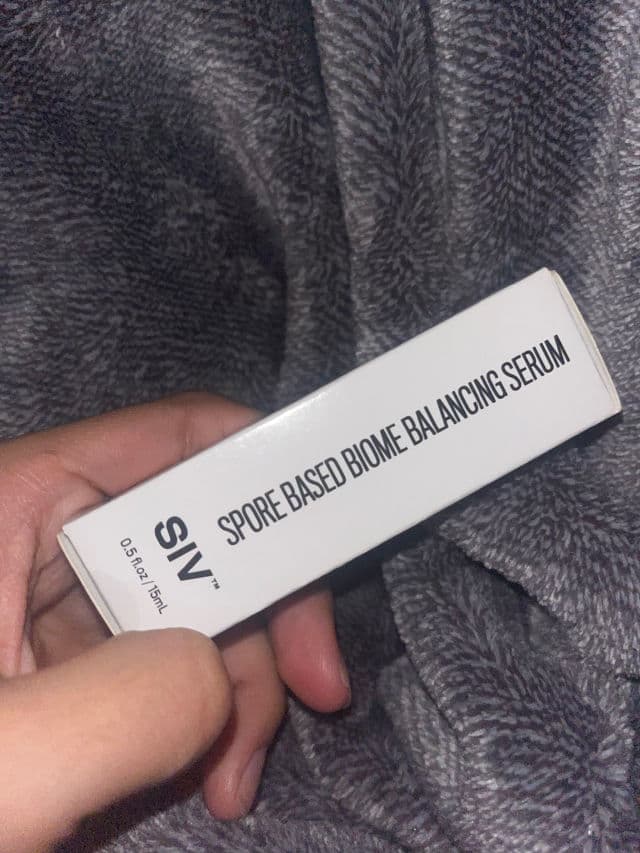 SPORE BASED BIOME BALANCING SERUM
SIV™
0.5 fl.oz / 15mL